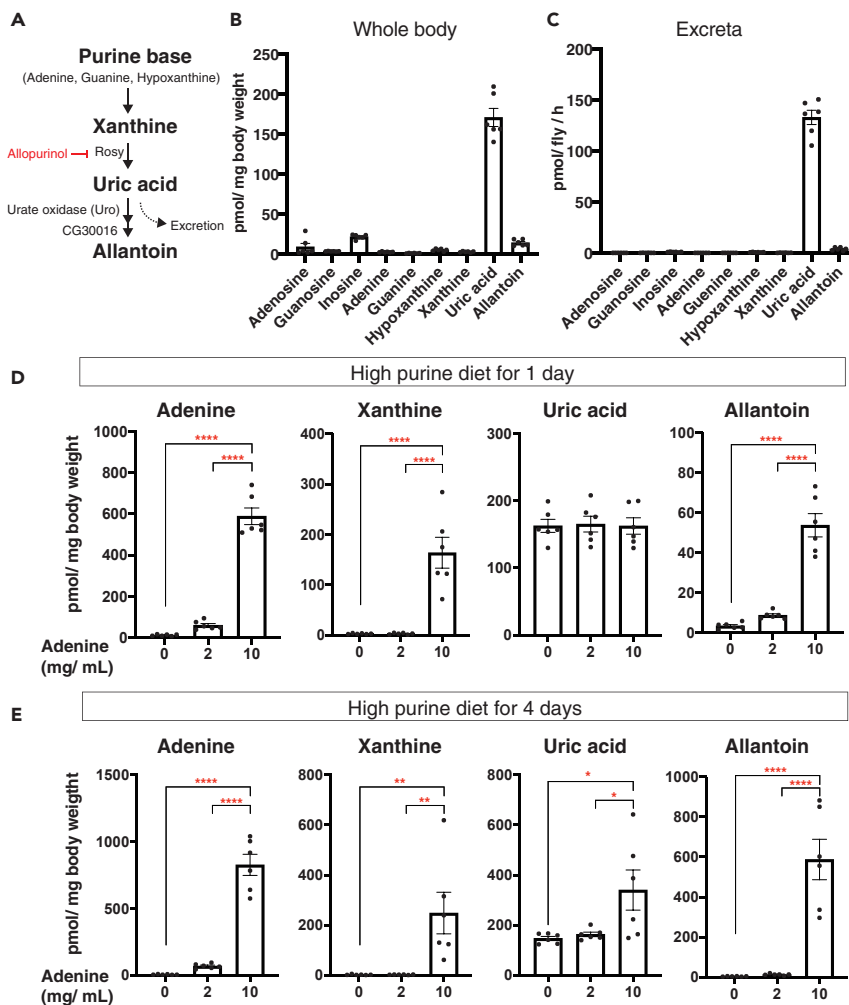 A
Purine base
(Adenine, Guanine, Hypoxanthine)
Xanthine
Allopurinol
Rosy
Uric acid
Urate oxidase (Uro)
CG30016
Excretion
Allantoin
B
Whole body
pmol/ mg body weight
250
200
150
100
50
0
Adenosine
Guanosine
Inosine
Adenine
Guanine
Hypoxanthine
Xanthine
Uric acid
Allantoin
C
Excreta
pmol/ fly / h
200
150
100
50
0
Adenosine
Guanosine
Inosine
Adenine
Guenine
Hypoxanthine
Xanthine
Uric acid
Allantoin
D
High purine diet for 1 day
Adenine
pmol/ mg body weight
1000
800
600
400
200
0
****
****
Adenine
(mg/ mL)
0 2 10
Xanthine
400
300
200
100
0
****
****
0 2 10
Uric acid
300
200
100
0
0 2 10
Allantoin
100
80
60
40
20
0
****
****
0 2 10
E
High purine diet for 4 days
Adenine
pmol/ mg body weignt
1500
1000
500
0
****
****
Adenine
(mg/ mL)
0 2 10
Xanthine
800
600
400
200
0
**
**
0 2 10
Uric acid
800
600
400
200
0
*
*
0 2 10
Allantoin
1000
800
600
400
200
0
****
****
0 2 10